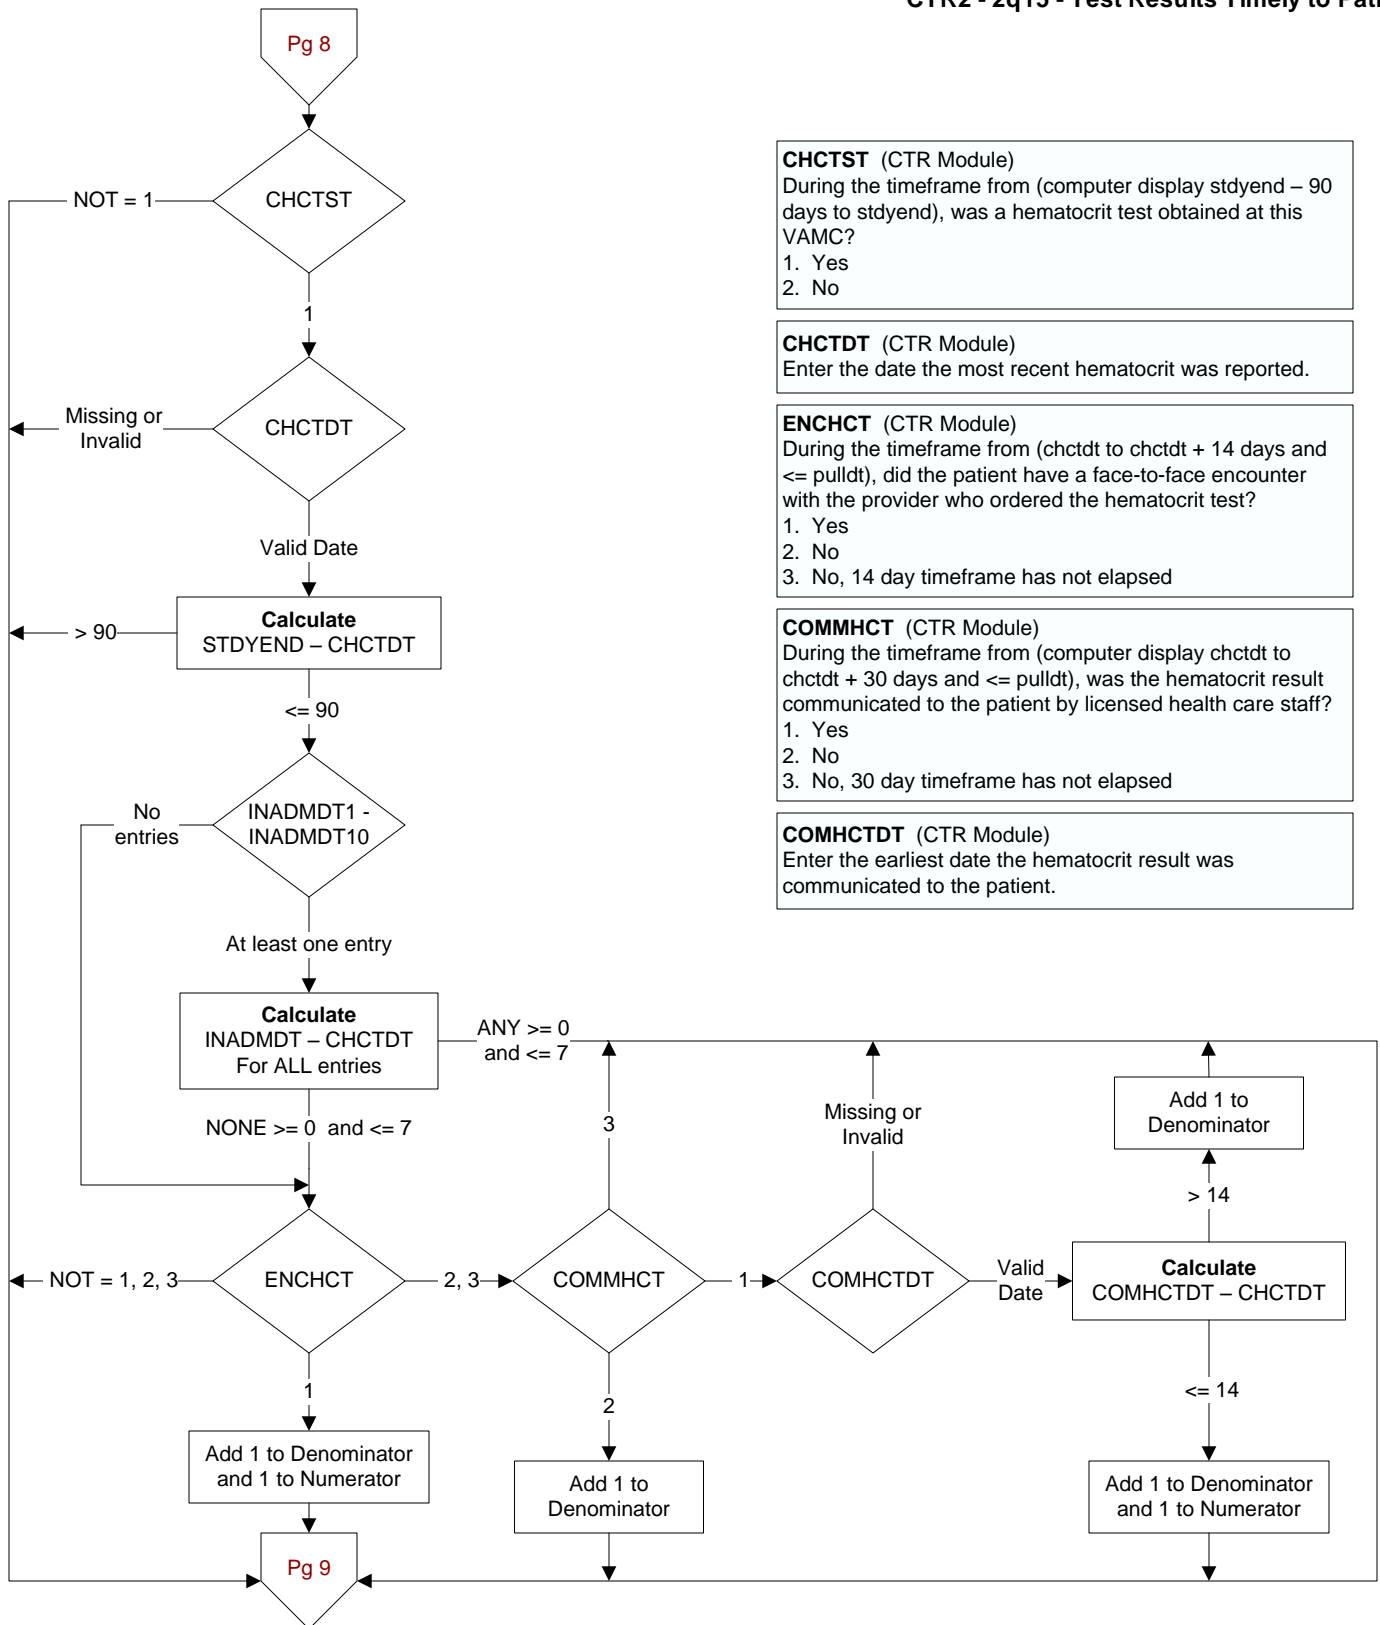 CTR2 - 2q15 - Test Results Timely to
Pg 8
CHCTST
NOT = 1
1
CHCTDT
Missing or
Invalid
Valid Date
Calculate
STDYEND – CHCTDT
> 90
<= 90
INADMDT1 -
INADMDT10
No
entries
At least one entry
Calculate
INADMDT – CHCTDT
For ALL entries
ANY >= 0
and <= 7
NONE >= 0 and <= 7
ENCHCT
NOT = 1, 2, 3
2, 3
1
Add 1 to Denominator
and 1 to Numerator
Pg 9
COMMHCT
3
1
2
Add 1 to
Denominator
COMHCTDT
Missing or
Invalid
Valid
Date
Calculate
COMHCTDT – CHCTDT
> 14
Add 1 to
Denominator
<= 14
Add 1 to Denominator
and 1 to Numerator
CHCTST (CTR Module)
During the timeframe from (computer display stdyend – 90
days to stdyend), was a hematocrit test obtained at this
VAMC?
1. Yes
2. No
CHCTDT (CTR Module)
Enter the date the most recent hematocrit was reported.
ENCHCT (CTR Module)
During the timeframe from (chctdt to chctdt + 14 days and
<= pulldt), did the patient have a face-to-face encounter
with the provider who ordered the hematocrit test?
1. Yes
2. No
3. No, 14 day timeframe has not elapsed
COMMHCT (CTR Module)
During the timeframe from (computer display chctdt to
chctdt + 30 days and <= pulldt), was the hematocrit result
communicated to the patient by licensed health care staff?
1. Yes
2. No
3. No, 30 day timeframe has not elapsed
COMHCTDT (CTR Module)
Enter the earliest date the hematocrit result was
communicated to the patient.